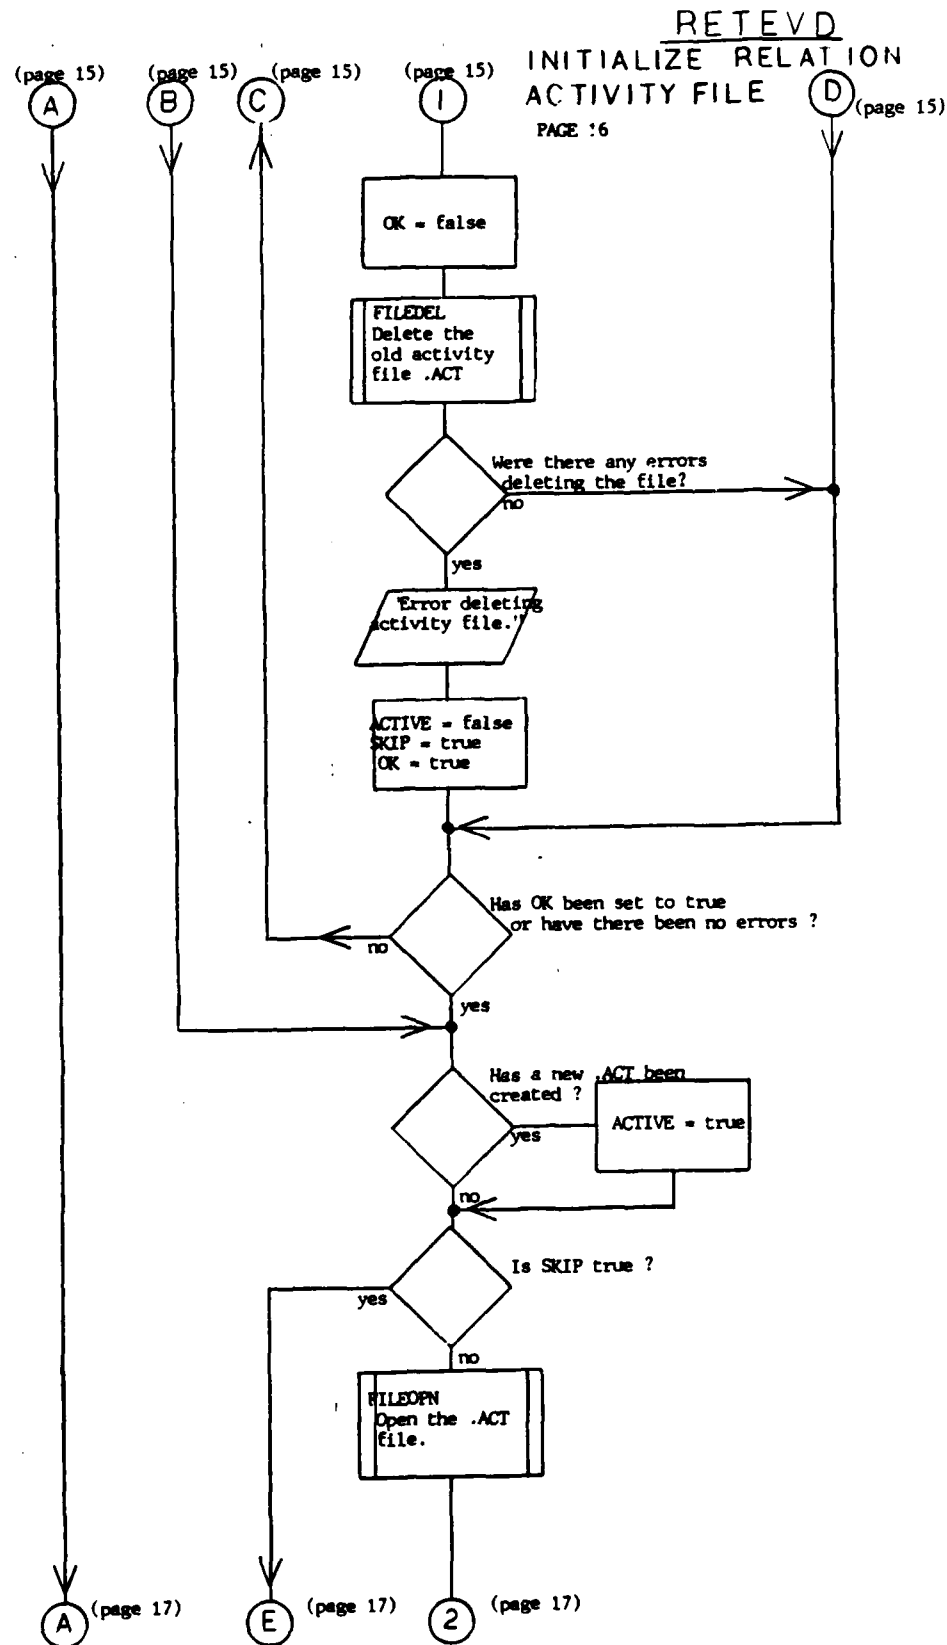 RETEVD
INITIALIZE RELATION
ACTIVITY FILE
PAGE 16
(page 15)
A
(page 15)
B
(page 15)
C
(page 15)
1
D
(page 15)
OK = false
FILEDEL
Delete the
old activity
file .ACT
Were there any errors
deleting the file?
no
yes
"Error deleting
activity file."
ACTIVE = false
SKIP = true
OK = true
Has OK been set to true
or have there been no errors ?
no
yes
Has a new .ACT been
created ?
yes
ACTIVE = true
no
Is SKIP true ?
yes
no
FILEOPN
Open the .ACT
file.
A
(page 17)
E
(page 17)
2
(page 17)